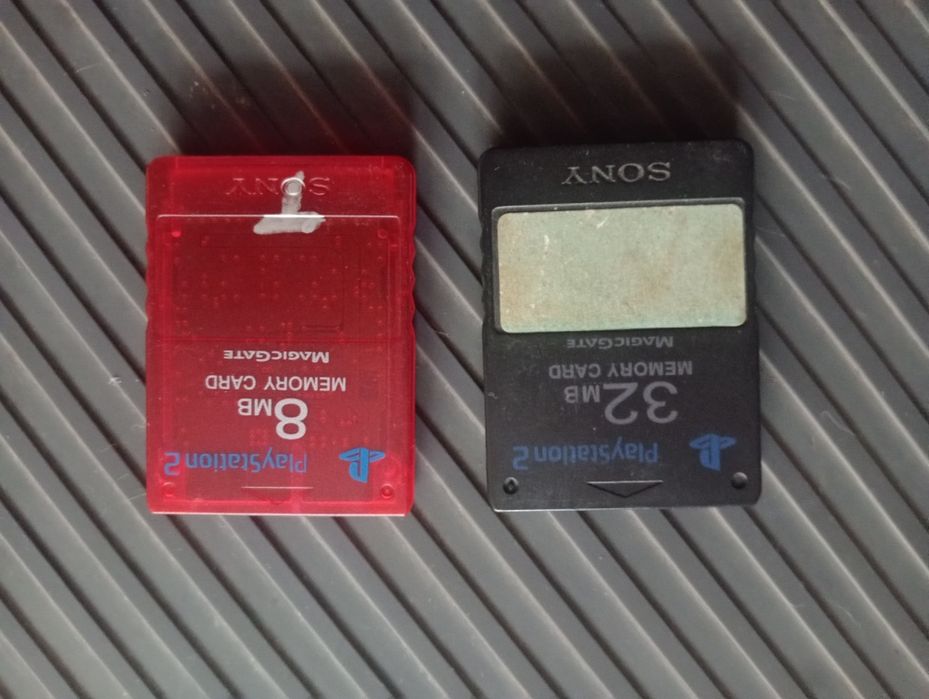 SONY
MAGICGATE
MEMORY CARD
8MB
PlayStation 2
SONY
MAGICGATE
MEMORY CARD
32MB
PlayStation 2